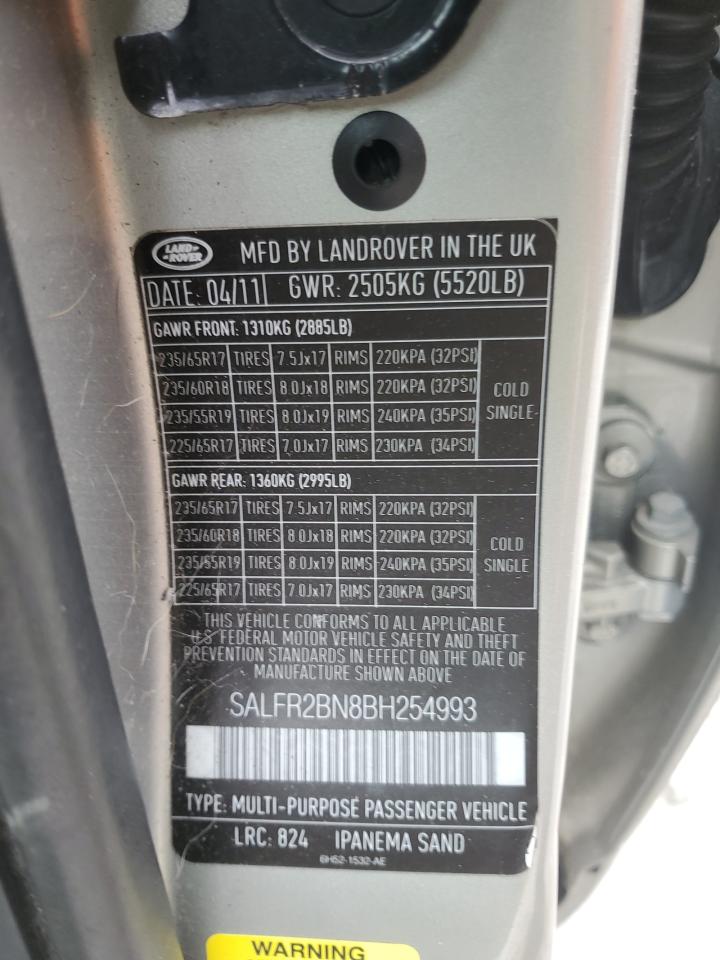 LAND-
-ROVER
MFD BY LANDROVER IN THE UK
DATE: 04/11 GWR: 2505KG (5520LB)
GAWR FRONT: 1310KG (2885LB)
235/65R17 TIRES 7.5Jx17 RIMS 220KPA (32PSI)
235/60R18 TIRES 8.0Jx18 RIMS 220KPA (32PSI)
235/55R19 TIRES 8.0Jx19 RIMS 240KPA (35PSI)
225/65R17 TIRES 7.0Jx17 RIMS 230KPA (34PSI)
COLD
SINGLE
GAWR REAR: 1360KG (2995LB)
235/65R17 TIRES 7.5Jx17 RIMS 220KPA (32PSI)
235/60R18 TIRES 8.0Jx18 RIMS 220KPA (32PSI)
235/55R19 TIRES 8.0Jx19 RIMS 240KPA (35PSI)
225/65R17 TIRES 7.0Jx17 RIMS 230KPA (34PSI)
COLD
SINGLE
THIS VEHICLE CONFORMS TO ALL APPLICABLE
U.S. FEDERAL MOTOR VEHICLE SAFETY AND THEFT
PREVENTION STANDARDS IN EFFECT ON THE DATE OF
MANUFACTURE SHOWN ABOVE
SALFR2BN8BH254993
TYPE: MULTI-PURPOSE PASSENGER VEHICLE
LRC: 824 IPANEMA SAND
BH52-1532-AE
WARNING